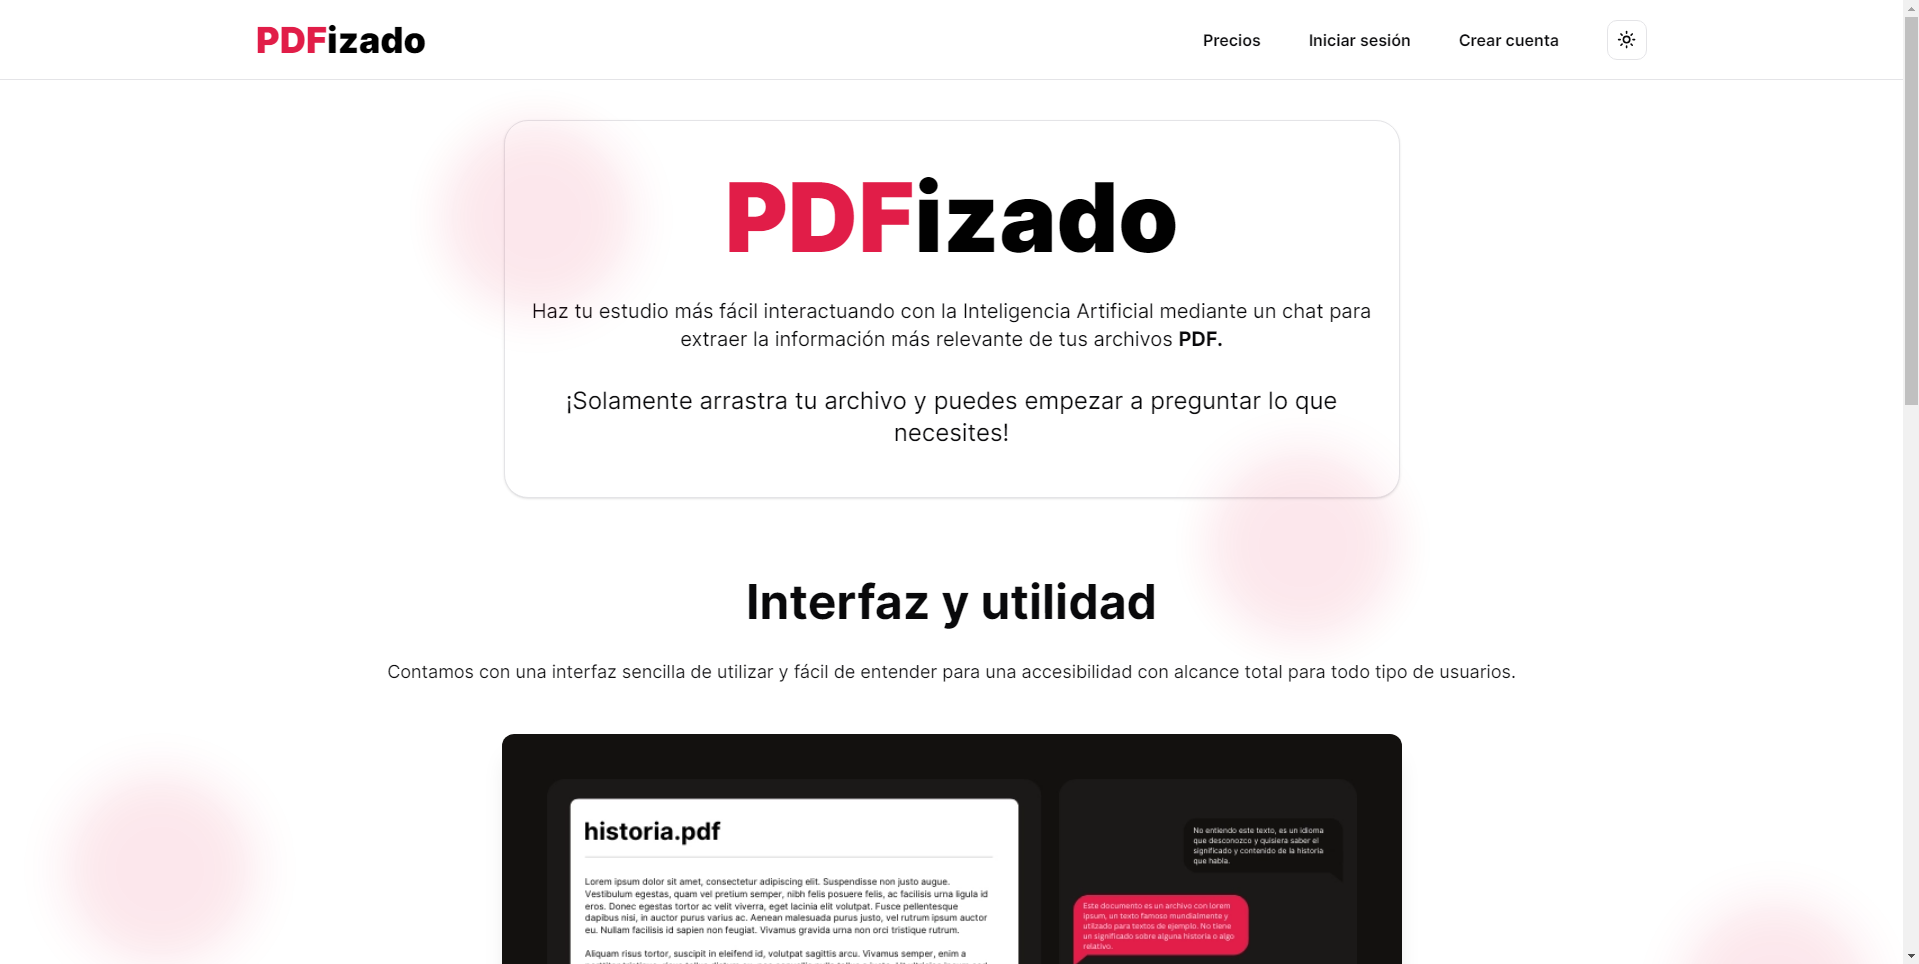 PDFizado
Precios
Iniciar sesión
Crear cuenta
PDFizado
Haz tu estudio más fácil interactuando con la Inteligencia Artificial mediante un chat para
extraer la información más relevante de tus archivos PDF.
¡Solamente arrastra tu archivo y puedes empezar a preguntar lo que
necesites!
Interfaz y utilidad
Contamos con una interfaz sencilla de utilizar y fácil de entender para una accesibilidad con alcance total para todo tipo de usuarios.
historia.pdf
Lorem ipsum dolor sit amet, consectetur adipiscing elit. Suspendisse non justo augue.
Vestibulum egestas, quam vel pretium semper, nibh felis posuere felis, ac facilisis urna ligula id
eros. Donec egestas tortor ac velit viverra, eget lacinia elit volutpat. Fusce pellentesque
dapibus nisi, in auctor purus varius ac. Aenean malesuada purus justo, vel rutrum ipsum auctor
eu. Nullam facilisis id sapien non feugiat. Vivamus gravida urna non orci tristique rutrum.
Aliquam risus tortor, suscipit in eleifend id, volutpat sagittis arcu. Vivamus semper, enim a
No entiendo este texto, es un idioma
que desconozco y quisiera saber el
significado y contenido de la historia
que habla.
Este documento es un archivo con lorem
ipsum, un texto famoso mundialmente y
utilizado para textos de ejemplo. No tiene
un significado sobre alguna historia o algo
relativo.